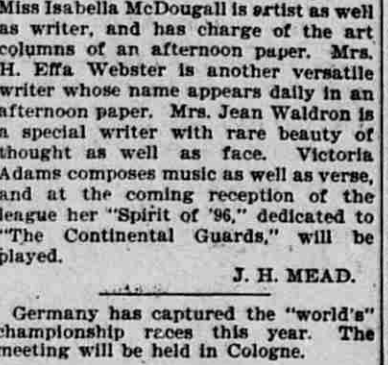 Miss Isabella McDougall is artist as well
as writer, and has charge of the art
columns of an afternoon paper. Mrs.
H. Effa Webster is another versatile
writer whose name appears daily in an
afternoon paper. Mrs. Jean Waldron is
a special writer with rare beauty of
thought as well as face. Victoria
Adams composes music as well as verse,
and at the coming reception of the
league her "Spirit of '96," dedicated to
"The Continental Guards," will be
played.
J. H. MEAD.
Germany has captured the "world's"
championship races this year. The
meeting will be held in Cologne.